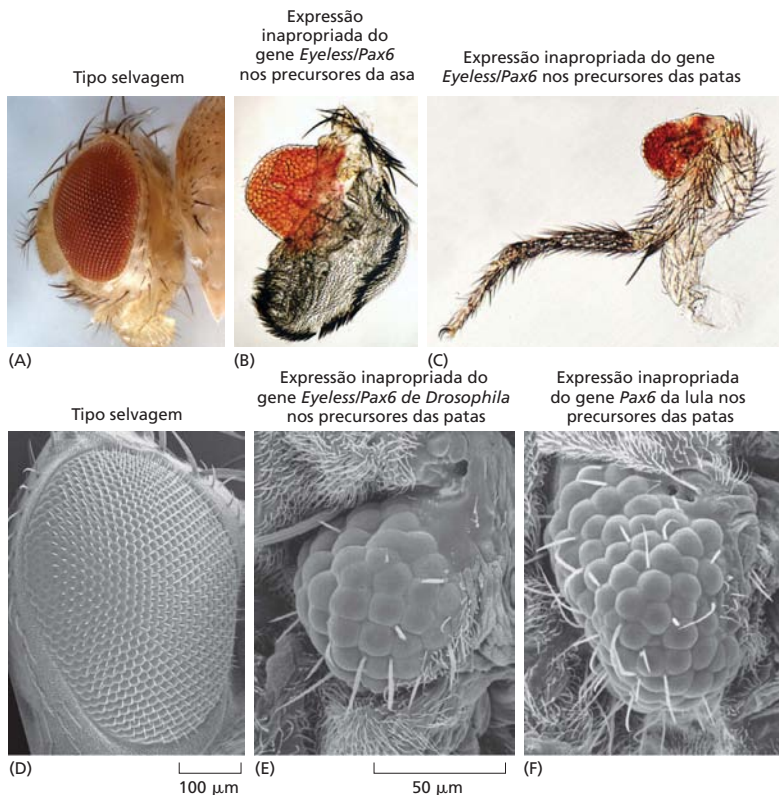 Tipo selvagem
Expressão
inapropriada do
gene Eyeless/Pax6
nos precursores da asa
Expressão inapropriada do gene
Eyeless/Pax6 nos precursores das patas
(A)
(B)
(C)
Tipo selvagem
Expressão inapropriada do
gene Eyeless/Pax6 de Drosophila
nos precursores das patas
Expressão inapropriada
do gene Pax6 da lula nos
precursores das patas
(D)
100 µm
(E)
50 µm
(F)